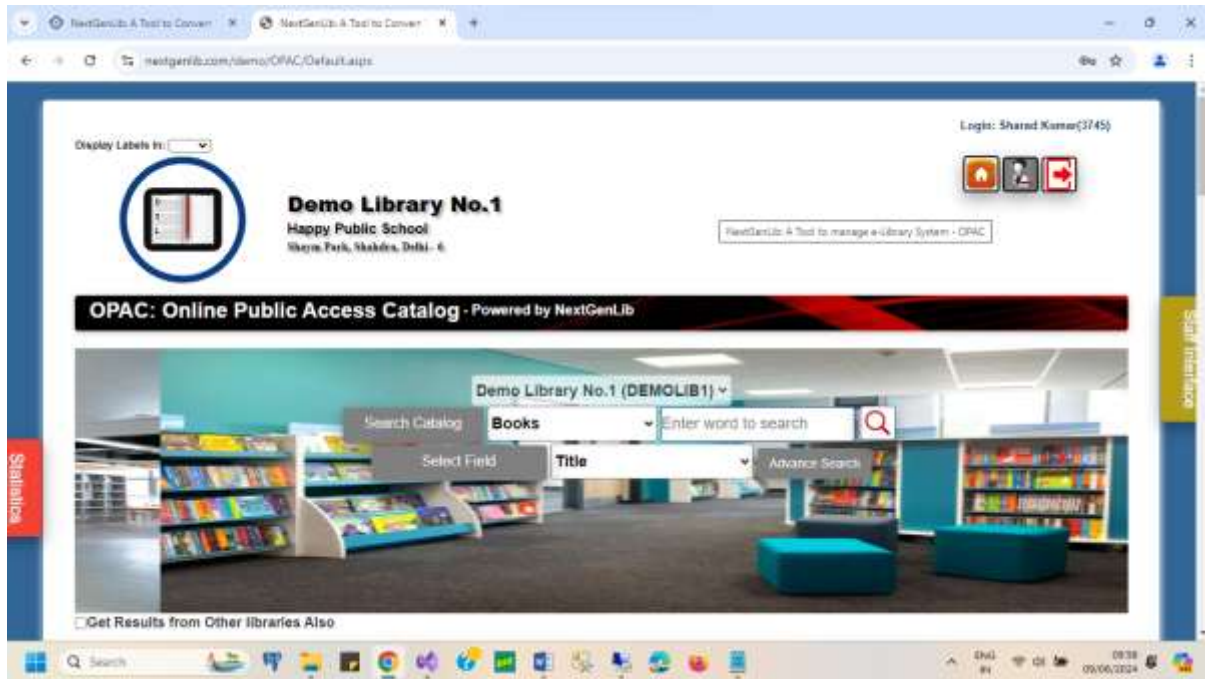 NextGenLib: A Tool to Conver
NextGenLib: A Tool to Conver
nextgenlib.com/demo/OPAC/Default.aspx
Login: Sharad Kumar(3745)
Display Labels In:
Demo Library No.1
Happy Public School
Shaym Park, Shahdra, Delhi - 6
NextGenLib: A Tool to manage e-Library System - OPAC
OPAC: Online Public Access Catalog - Powered by NextGenLib
Staff Interface
Demo Library No.1 (DEMOLIB1)
Search Catalog Books Enter word to search
Select Field Title Advance Search
Statistics
Get Results from Other libraries Also
Search
ENG
IN
09:38
09/06/2024